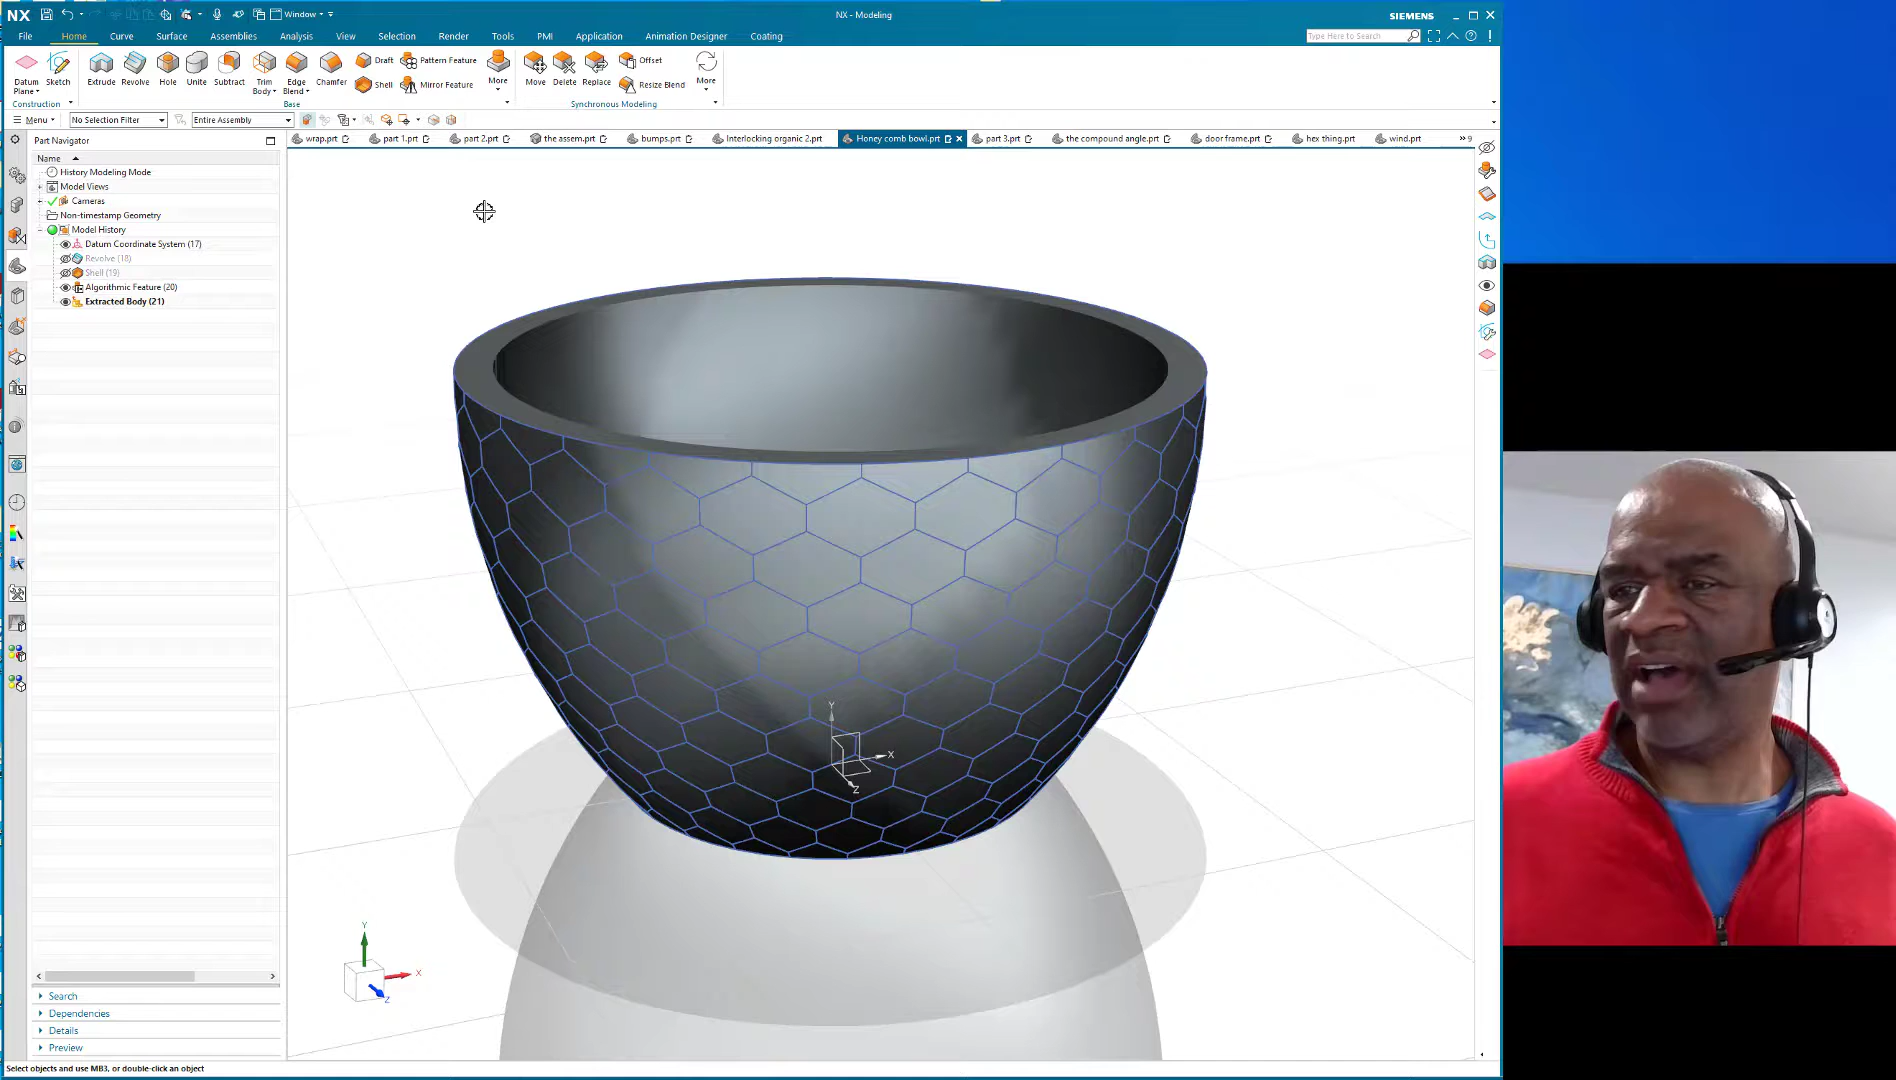 NX
Window
NX - Modeling
SIEMENS
File Home Curve Surface Assemblies Analysis View Selection Render Tools PMI Application Animation Designer Coating
Type Here to Search
Datum Plane
Sketch
Extrude
Revolve
Hole
Unite
Subtract
Trim Body
Edge Blend
Chamfer
Draft
Shell
Pattern Feature
Mirror Feature
More
Move
Delete
Replace
Offset
Resize Blend
More
Construction
Base
Synchronous Modeling
Menu
No Selection Filter
Entire Assembly
Part Navigator
wrap.prt
part 1.prt
part 2.prt
the assem.prt
bumps.prt
Interlocking organic 2.prt
Honey comb bowl.prt
part 3.prt
the compound angle.prt
door frame.prt
hex thing.prt
wind.prt
9
Name
History Modeling Mode
Model Views
Cameras
Non-timestamp Geometry
Model History
Datum Coordinate System (17)
Revolve (18)
Shell (19)
Algorithmic Feature (20)
Extracted Body (21)
Y
X
Z
Y
X
Z
Search
Dependencies
Details
Preview
Select objects and use MB3, or double-click an object